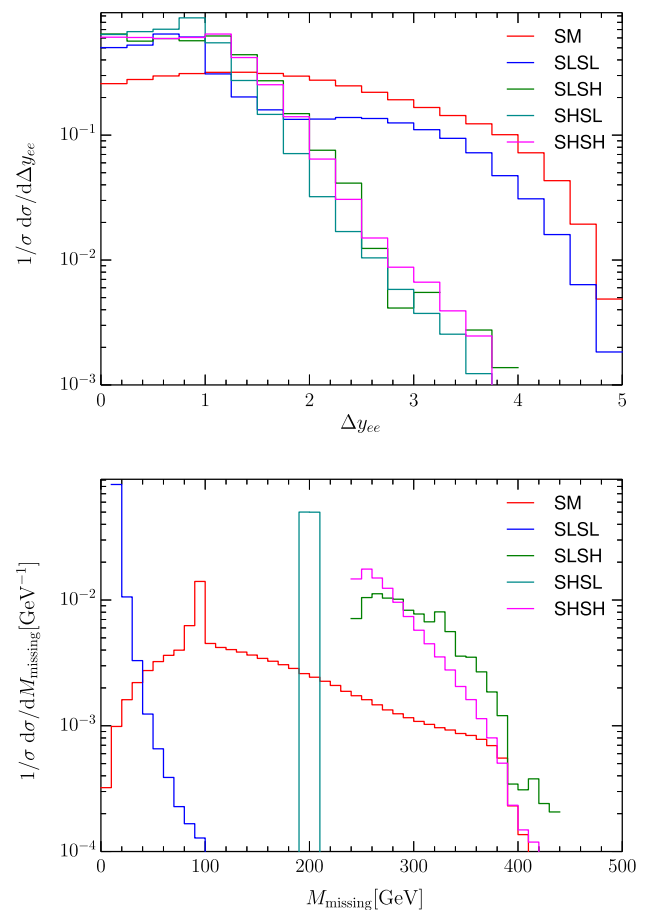 1/σ dσ/dΔy_ee
10^−1
10^−2
10^−3
SM
SLSL
SLSH
SHSL
SHSH
0 1 2 3 4 5
Δy_ee
1/σ dσ/dM_missing[GeV^−1]
10^−2
10^−3
10^−4
SM
SLSL
SLSH
SHSL
SHSH
0 100 200 300 400 500
M_missing[GeV]